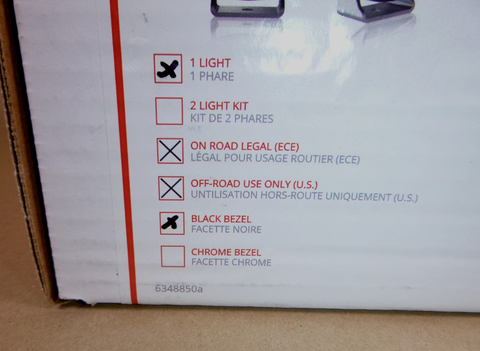 1 LIGHT
1 PHARE
2 LIGHT KIT
KIT DE 2 PHARES
ON ROAD LEGAL (ECE)
LÉGAL POUR USAGE ROUTIER (ECE)
OFF-ROAD USE ONLY (U.S.)
UNTILISATION HORS-ROUTE UNIQUEMENT (U.S.)
BLACK BEZEL
FACETTE NOIRE
CHROME BEZEL
FACETTE CHROME
6348850a